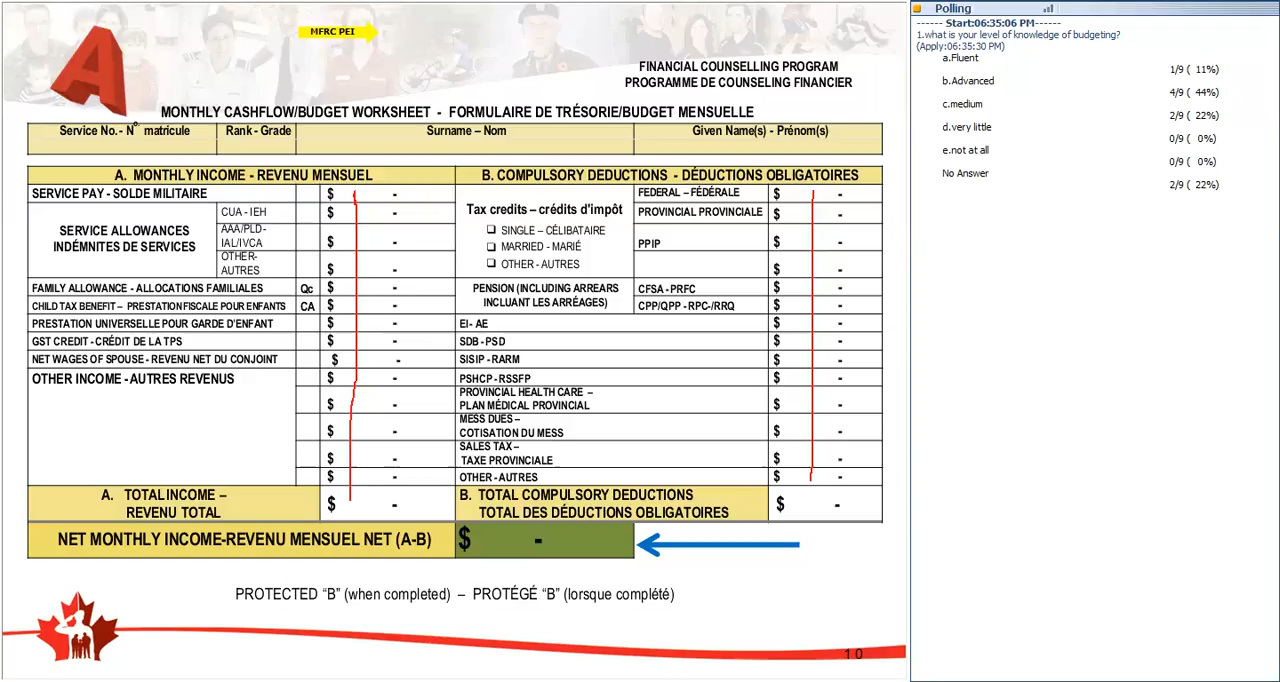 MFRC PEI
FINANCIAL COUNSELLING PROGRAM
PROGRAMME DE COUNSELING FINANCIER
MONTHLY CASHFLOW/BUDGET WORKSHEET - FORMULAIRE DE TRÉSORIE/BUDGET MENSUELLE
Service No.- N° matricule Rank - Grade Surname – Nom Given Name(s) - Prénom(s)
A. MONTHLY INCOME - REVENU MENSUEL
SERVICE PAY - SOLDE MILITAIRE $ -
SERVICE ALLOWANCES
INDÉMNITES DE SERVICES
CUA - IEH $ -
AAA/PLD-
IAL/IVCA $ -
OTHER-
AUTRES $ -
FAMILY ALLOWANCE - ALLOCATIONS FAMILIALES Qc $ -
CHILD TAX BENEFIT – PRESTATION FISCALE POUR ENFANTS CA $ -
PRESTATION UNIVERSELLE POUR GARDE D'ENFANT $ -
GST CREDIT - CRÉDIT DE LA TPS $ -
NET WAGES OF SPOUSE - REVENU NET DU CONJOINT $ -
OTHER INCOME - AUTRES REVENUS $ -
$ -
$ -
$ -
$ -
A. TOTAL INCOME –
REVENU TOTAL $ -
B. COMPULSORY DEDUCTIONS - DÉDUCTIONS OBLIGATOIRES
Tax credits – crédits d'impôt
❑ SINGLE – CÉLIBATAIRE
❑ MARRIED - MARIÉ
❑ OTHER - AUTRES
FEDERAL – FÉDÉRALE $ -
PROVINCIAL PROVINCIALE $ -
PPIP $ -
$ -
PENSION (INCLUDING ARREARS
INCLUANT LES ARRÉAGES)
CFSA - PRFC $ -
CPP/QPP - RPC-/RRQ $ -
EI- AE $ -
SDB - PSD $ -
SISIP - RARM $ -
PSHCP - RSSFP $ -
PROVINCIAL HEALTH CARE –
PLAN MÉDICAL PROVINCIAL $ -
MESS DUES –
COTISATION DU MESS $ -
SALES TAX –
TAXE PROVINCIALE $ -
OTHER - AUTRES $ -
B. TOTAL COMPULSORY DEDUCTIONS
TOTAL DES DÉDUCTIONS OBLIGATOIRES $ -
NET MONTHLY INCOME-REVENU MENSUEL NET (A-B) $ -
PROTECTED “B” (when completed) – PROTÉGÉ “B” (lorsque complété)
10
Polling
------ Start:06:35:06 PM------
1.what is your level of knowledge of budgeting?
(Apply:06:35:30 PM)
a.Fluent
1/9 ( 11%)
b.Advanced
4/9 ( 44%)
c.medium
2/9 ( 22%)
d.very little
0/9 ( 0%)
e.not at all
0/9 ( 0%)
No Answer
2/9 ( 22%)